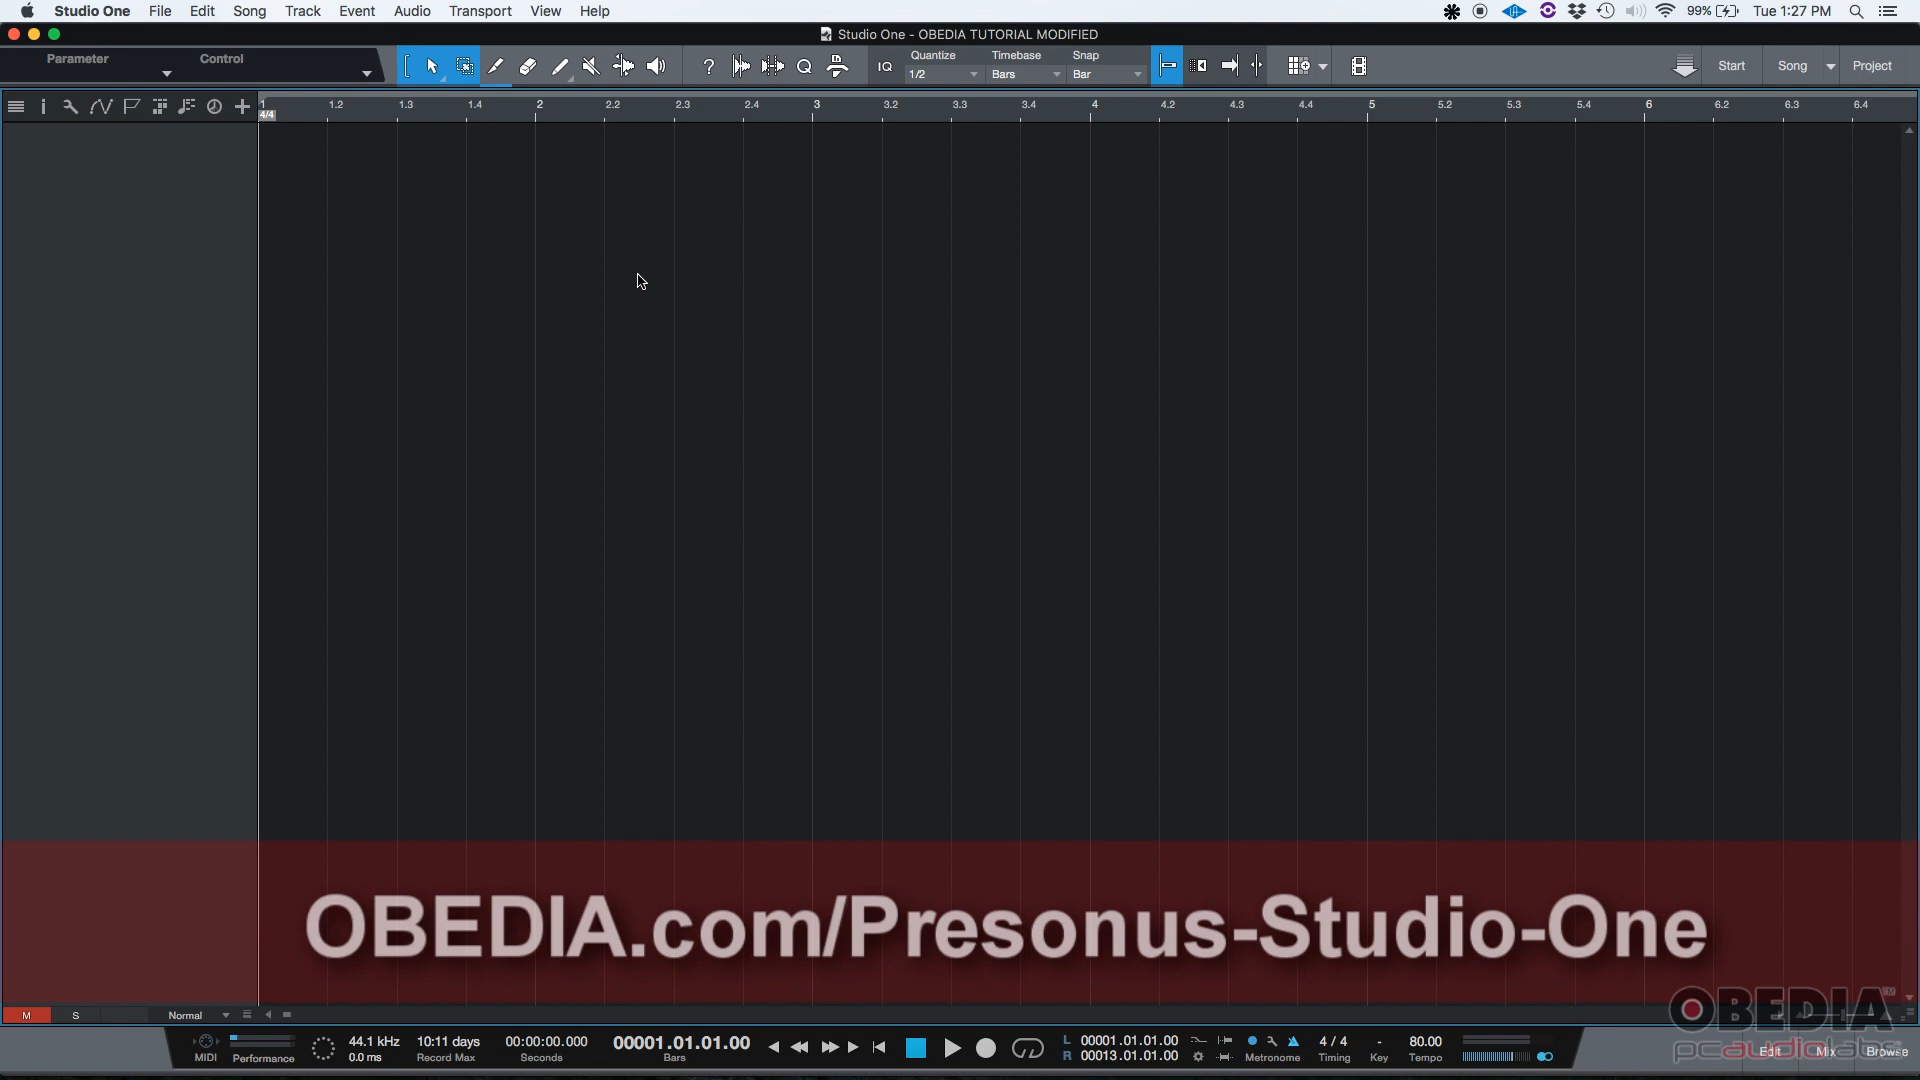 Studio One File Edit Song Track Event Audio Transport View Help 99% Tue 1:27 PM
Studio One - OBEDIA TUTORIAL MODIFIED
Parameter Control ? Q IQ Quantize Timebase Snap
1/2 Bars Bar Start Song Project
1 1.2 1.3 1.4 2 2.2 2.3 2.4 3 3.2 3.3 3.4 4 4.2 4.3 4.4 5 5.2 5.3 5.4 6 6.2 6.3 6.4
4/4
OBEDIA.com/Presonus-Studio-One
OBEDIA
M S Normal
44.1 kHz 10:11 days 00:00:00.000 00001.01.01.00 L 00001.01.01.00 4 / 4 - 80.00
MIDI Performance 0.0 ms Record Max Seconds Bars R 00013.01.01.00 Metronome Timing Key Tempo
pcaudiolabs Edit Mix Browse